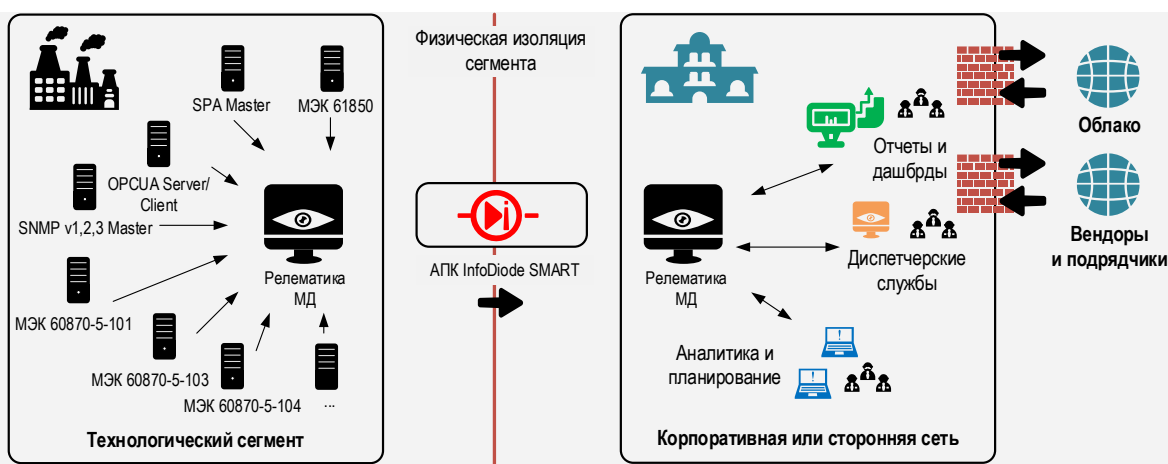 SPA Master
МЭК 61850
OPCUA Server/
Client
SNMP v1,2,3 Master
Релематика
МД
МЭК 60870-5-101
МЭК 60870-5-103
МЭК 60870-5-104
...
Технологический сегмент
Физическая изоляция
сегмента
Di
АПК InfoDiode SMART
Релематика
МД
Отчеты и
дашбрды
Диспетчерские
службы
Аналитика и
планирование
Корпоративная или сторонняя сеть
Облако
Вендоры
и подрядчики